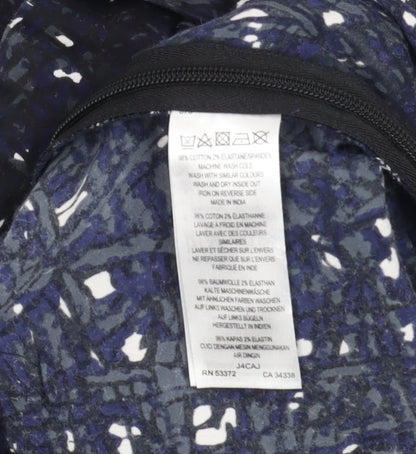 98% COTTON 2% ELASTANE/SPANDEX
MACHINE WASH COLD
WASH WITH SIMILAR COLOURS
WASH AND DRY INSIDE OUT
IRON ON REVERSE SIDE
MADE IN INDIA
98% COTON 2% ÉLASTHANNE
LAVAGE À FROID EN MACHINE
LAVER AVEC DES COULEURS
SIMILAIRES
LAVER ET SÉCHER SUR L'ENVERS
NE REPASSER QUE SUR L'ENVERS
FABRIQUÉ EN INDE
98% BAUMWOLLE 2% ELASTHAN
KALTE MASCHINENWÄSCHE
MIT ÄHNLICHEN FARBEN WASCHEN
AUF LINKS WASCHEN UND TROCKNEN
AUF LINKS BÜGELN
HERGESTELLT IN INDIEN
98% KAPAS 2% ELASTIN
CUCI DENGAN MESIN MENGGUNAKAN
AIR DINGIN
J4CAJ
RN 53372 CA 34338